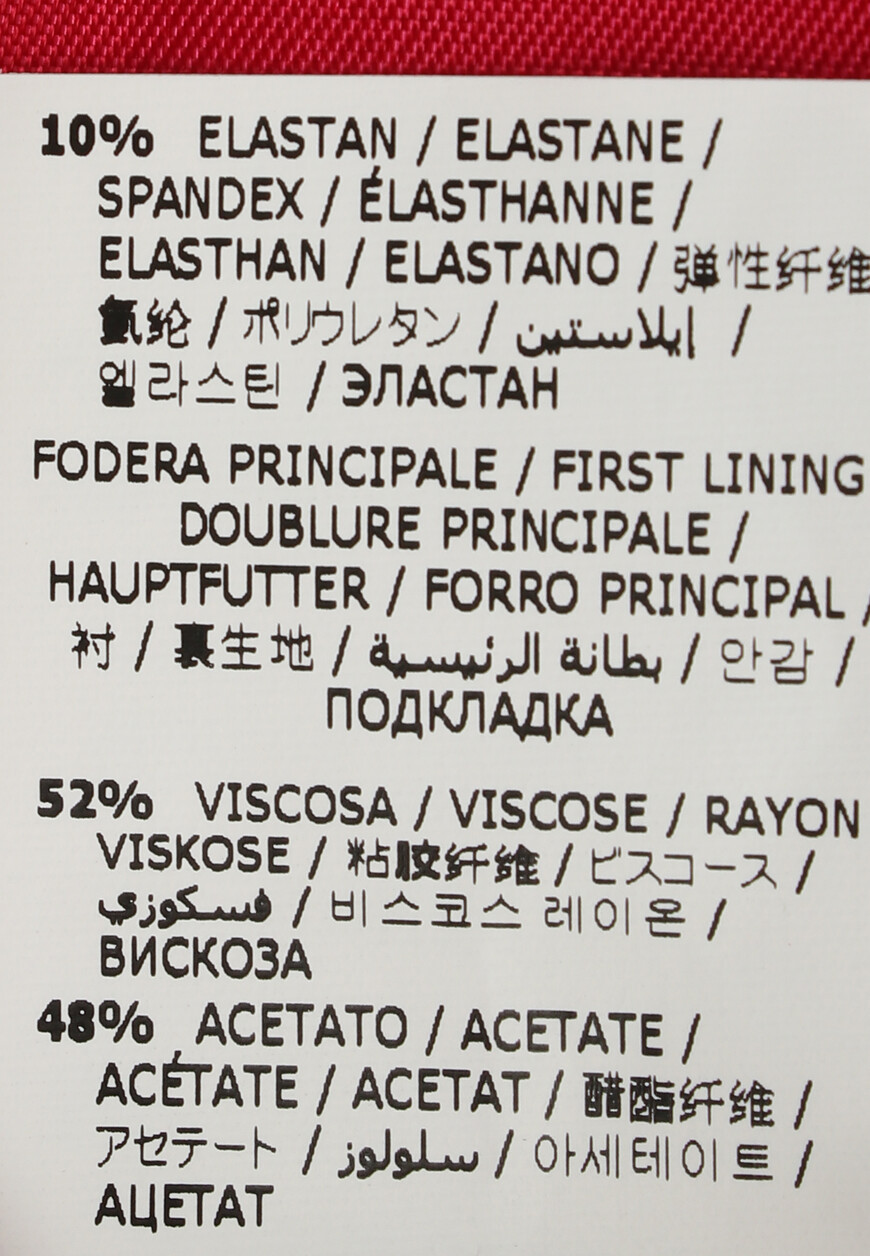 10% ELASTAN / ELASTANE /
SPANDEX / ÉLASTHANNE /
ELASTHAN / ELASTANO / 弹性纤维
氨纶 / ポリウレタン / إيلاستين /
엘라스틴 / ЭЛАСТАН
FODERA PRINCIPALE / FIRST LINING
DOUBLURE PRINCIPALE /
HAUPTFUTTER / FORRO PRINCIPAL /
衬 / 裏生地 / بطانة الرئيسية / 안감 /
ПОДКЛАДКА
52% VISCOSA / VISCOSE / RAYON
VISKOSE / 粘胶纤维 / ビスコース /
فسكوزي / 비스코스 레이온 /
ВИСКОЗА
48% ACETATO / ACETATE /
ACÉTATE / ACETAT / 醋酯纤维 /
アセテート / سلولوز / 아세테이트 /
АЦЕТАТ